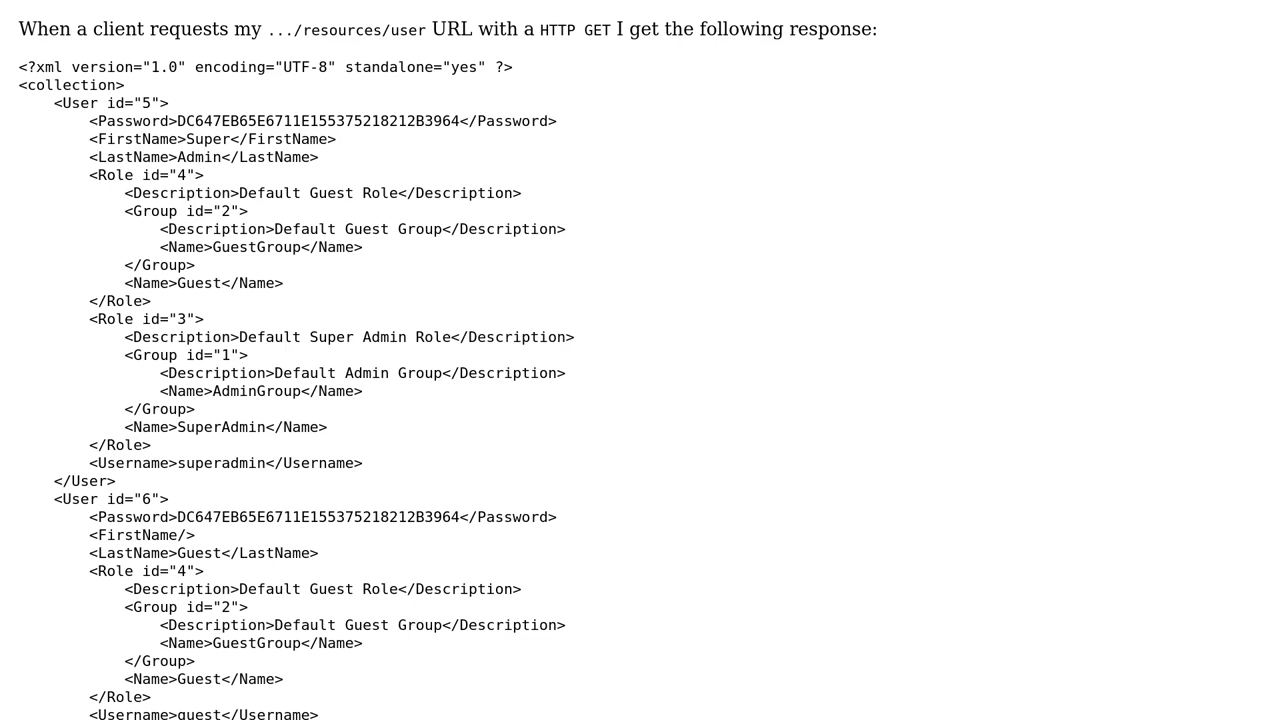 When a client requests my .../resources/user URL with a HTTP GET I get the following response:
<?xml version="1.0" encoding="UTF-8" standalone="yes" ?>
<collection>
    <User id="5">
        <Password>DC647EB65E6711E155375218212B3964</Password>
        <FirstName>Super</FirstName>
        <LastName>Admin</LastName>
        <Role id="4">
            <Description>Default Guest Role</Description>
            <Group id="2">
                <Description>Default Guest Group</Description>
                <Name>GuestGroup</Name>
            </Group>
            <Name>Guest</Name>
        </Role>
        <Role id="3">
            <Description>Default Super Admin Role</Description>
            <Group id="1">
                <Description>Default Admin Group</Description>
                <Name>AdminGroup</Name>
            </Group>
            <Name>SuperAdmin</Name>
        </Role>
        <Username>superadmin</Username>
    </User>
    <User id="6">
        <Password>DC647EB65E6711E155375218212B3964</Password>
        <FirstName/>
        <LastName>Guest</LastName>
        <Role id="4">
            <Description>Default Guest Role</Description>
            <Group id="2">
                <Description>Default Guest Group</Description>
                <Name>GuestGroup</Name>
            </Group>
            <Name>Guest</Name>
        </Role>
        <Username>guest</Username>